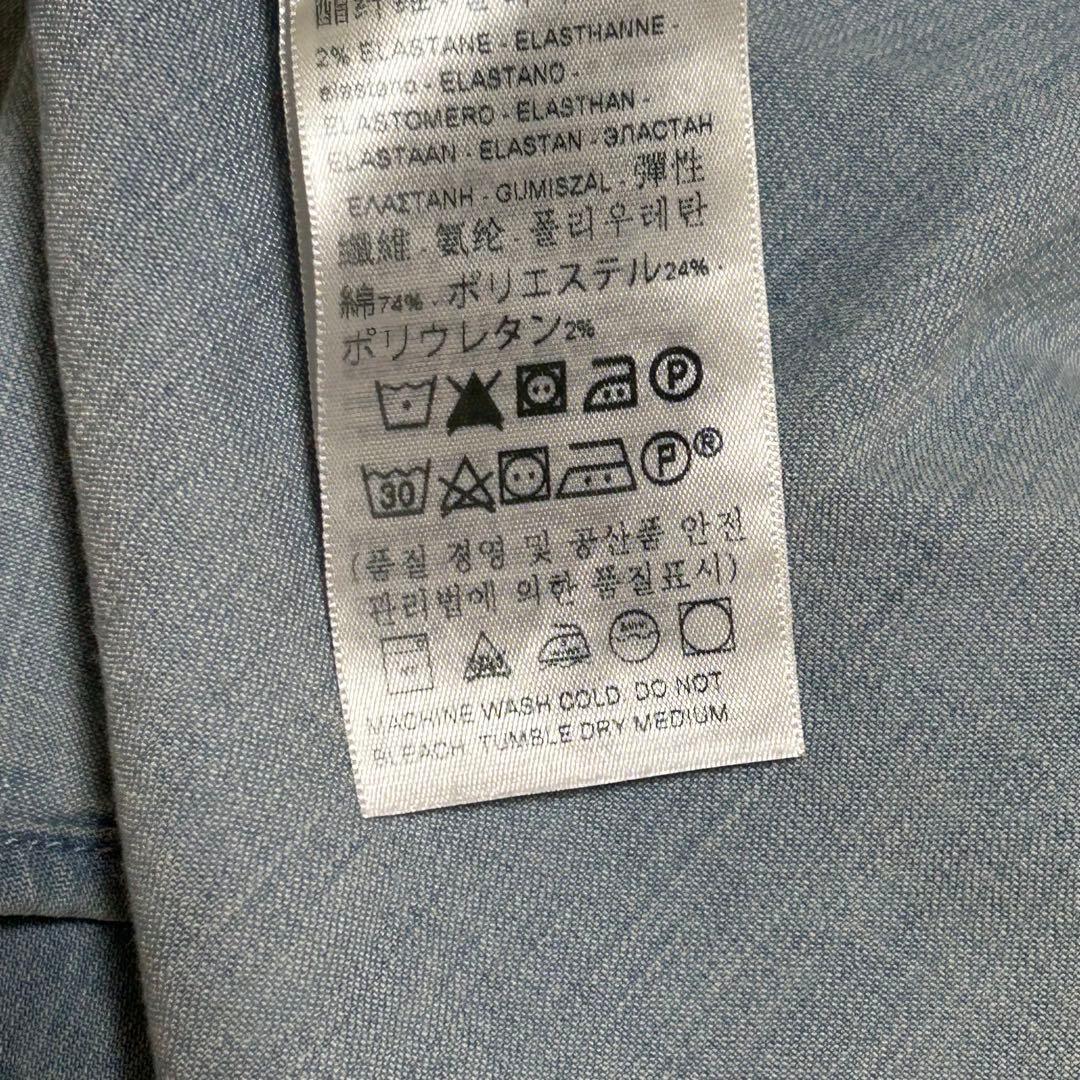 2% ELASTANE - ELASTHANNE -
elastano - ELASTANO -
ELASTOMERO - ELASTHAN -
ELASTAAN - ELASTAN - ЭЛАСТАН
ΕΛΑΣΤΑΝΗ - GUMISZAL - 彈性
纖維 - 氨纶 - 폴리우레탄
綿74% - ポリエステル24% -
ポリウレタン2%
P
30 P®
(품질 경영 및 공산품 안전
관리법에 의한 품질표시)
MACHINE WASH COLD DO NOT
BLEACH TUMBLE DRY MEDIUM